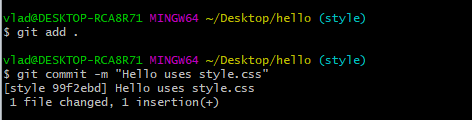 vlad@DESKTOP-RCA8R71 MINGW64 ~/Desktop/hello (style)
$ git add .
vlad@DESKTOP-RCA8R71 MINGW64 ~/Desktop/hello (style)
$ git commit -m "Hello uses style.css"
[style 99f2ebd] Hello uses style.css
 1 file changed, 1 insertion(+)